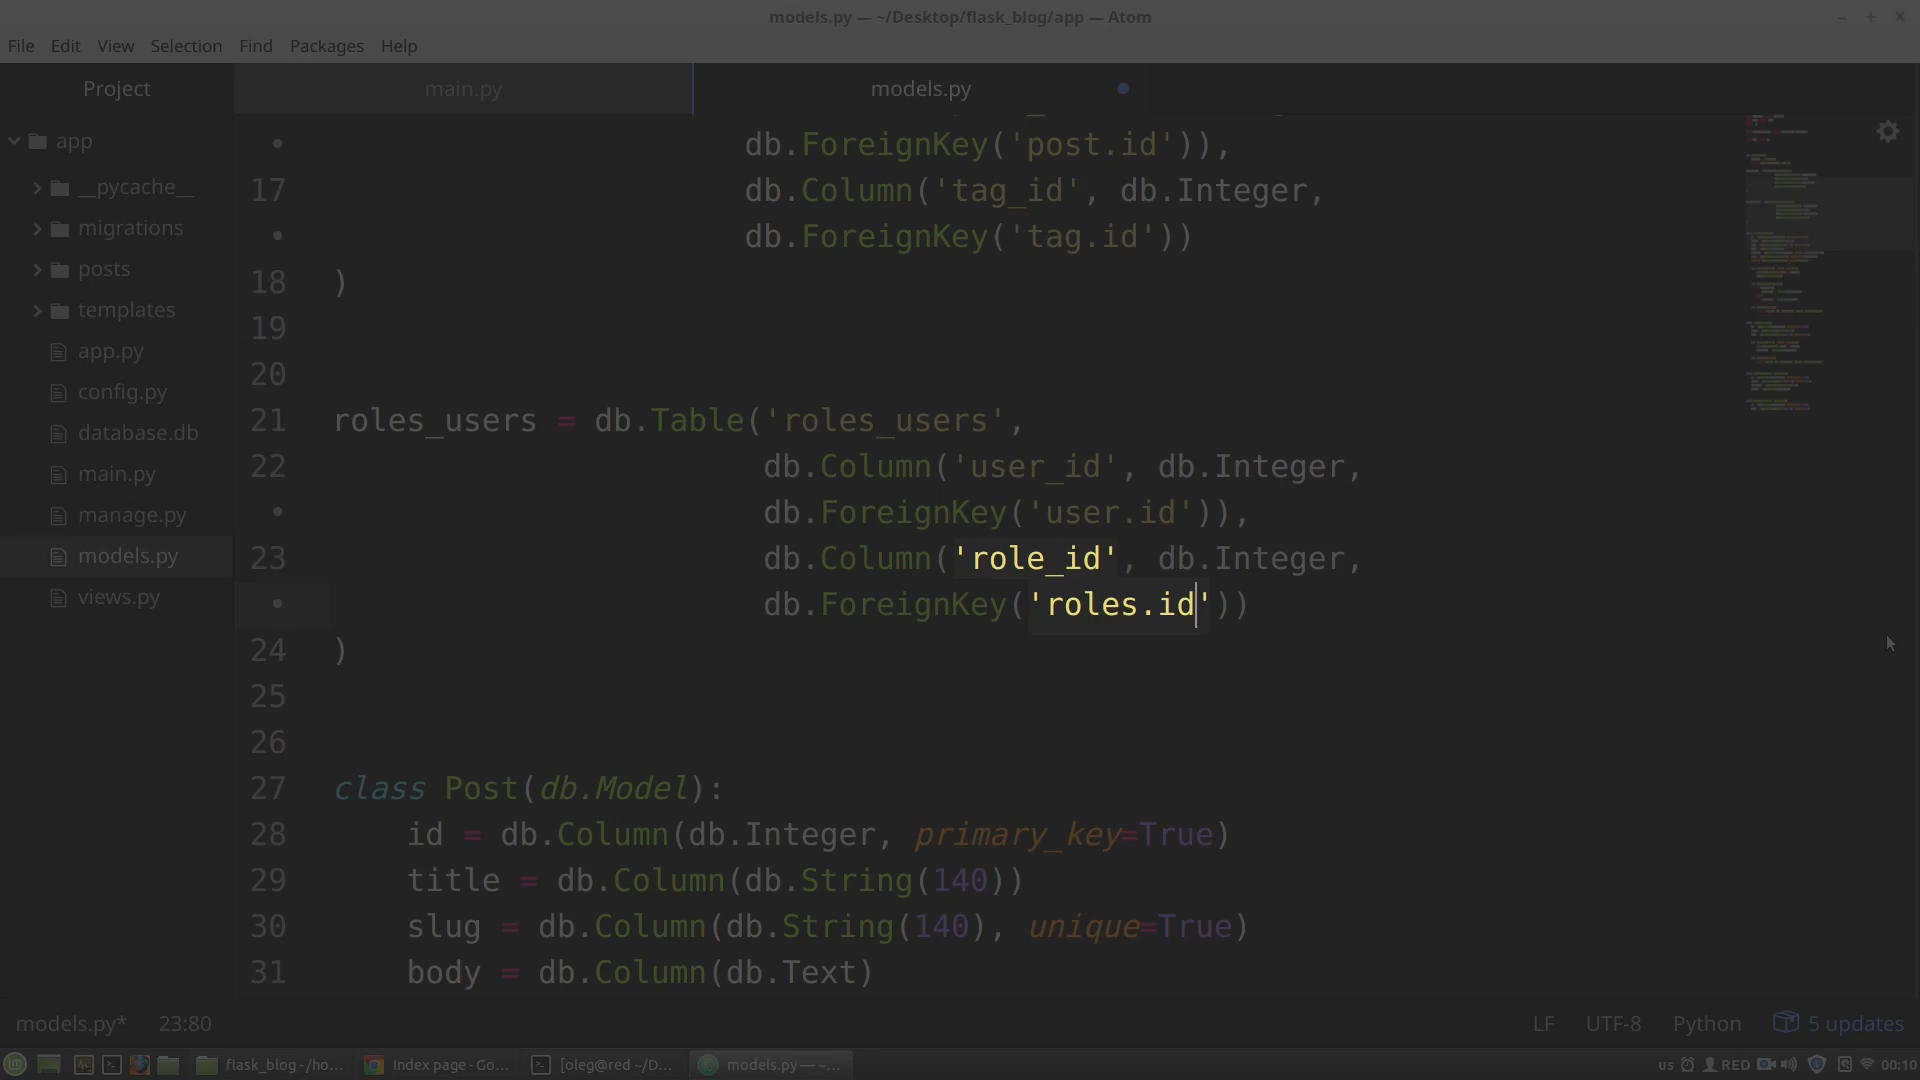 models.py — ~/Desktop/flask_blog/app — Atom
File Edit View Selection Find Packages Help
Project
main.py
models.py
app
__pycache__
migrations
posts
templates
app.py
config.py
database.db
main.py
manage.py
models.py
views.py
• db.ForeignKey('post.id')),
17 db.Column('tag_id', db.Integer,
• db.ForeignKey('tag.id'))
18 )
19
20
21 roles_users = db.Table('roles_users',
22 db.Column('user_id', db.Integer,
• db.ForeignKey('user.id')),
23 db.Column('role_id', db.Integer,
• db.ForeignKey('roles.id'))
24 )
25
26
27 class Post(db.Model):
28 id = db.Column(db.Integer, primary_key=True)
29 title = db.Column(db.String(140))
30 slug = db.Column(db.String(140), unique=True)
31 body = db.Column(db.Text)
models.py* 23:80 LF UTF-8 Python 5 updates
flask_blog - /ho... Index page - Go... [oleg@red ~/D... models.py — ~... us RED 00:10